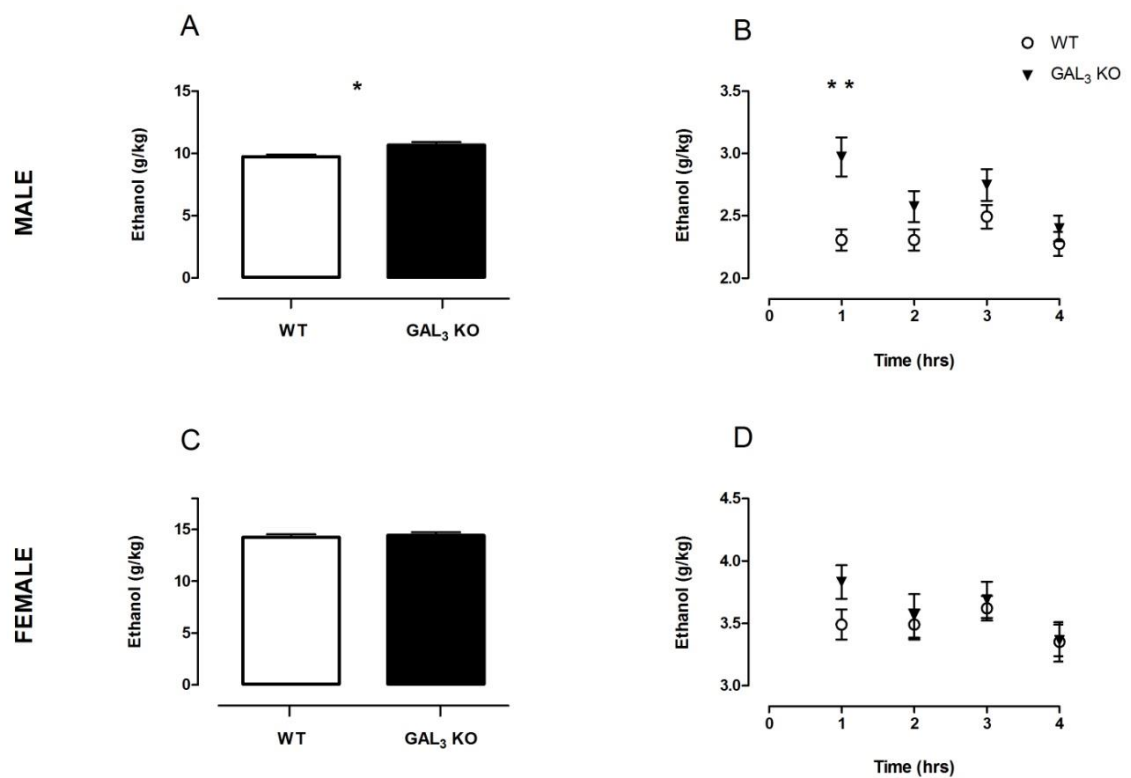 A
B
WT
GAL₃ KO
MALE
Ethanol (g/kg)
15
10
5
0
*
WT
GAL₃ KO
Ethanol (g/kg)
3.5
3.0
2.5
2.0
* *
0 1 2 3 4
Time (hrs)
C
D
FEMALE
Ethanol (g/kg)
15
10
5
0
WT
GAL₃ KO
Ethanol (g/kg)
4.5
4.0
3.5
3.0
0 1 2 3 4
Time (hrs)